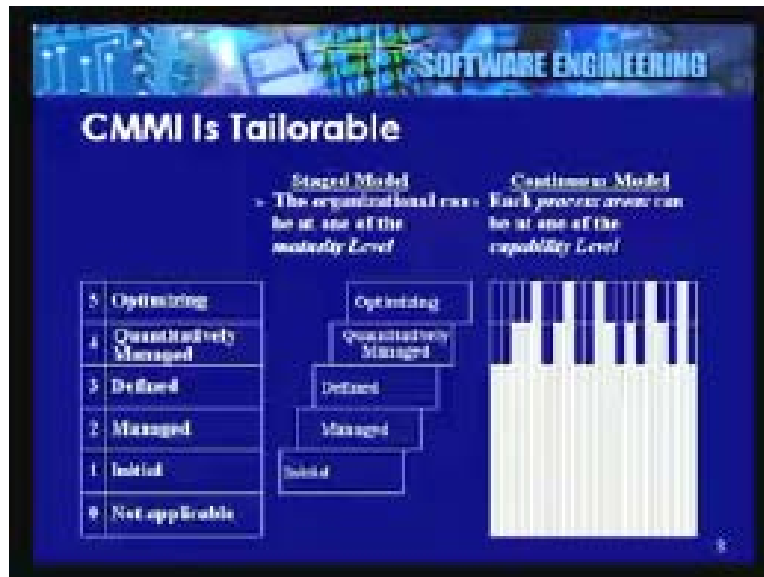 SOFTWARE ENGINEERING
CMMI Is Tailorable
Staged Model
- The organizational can
be at one of the
maturity Level
Continuous Model
- Each process areas can
be at one of the
capability Level
5 Optimizing
4 Quantitatively
Managed
3 Defined
2 Managed
1 Initial
0 Not applicable
Optimizing
Quantitatively
Managed
Defined
Managed
Initial
8